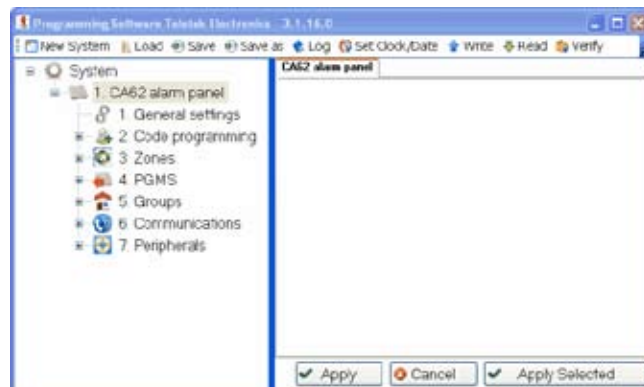 Programming Software Teletek Electronics 3.1.16.0
New System Load Save Save as Log Set Clock/Date Write Read Verify
System
1. CA62 alarm panel
1. General settings
2 Code programming
3 Zones
4 PGMS
5 Groups
6 Communications
7 Peripherals
CA62 alarm panel
Apply Cancel Apply Selected